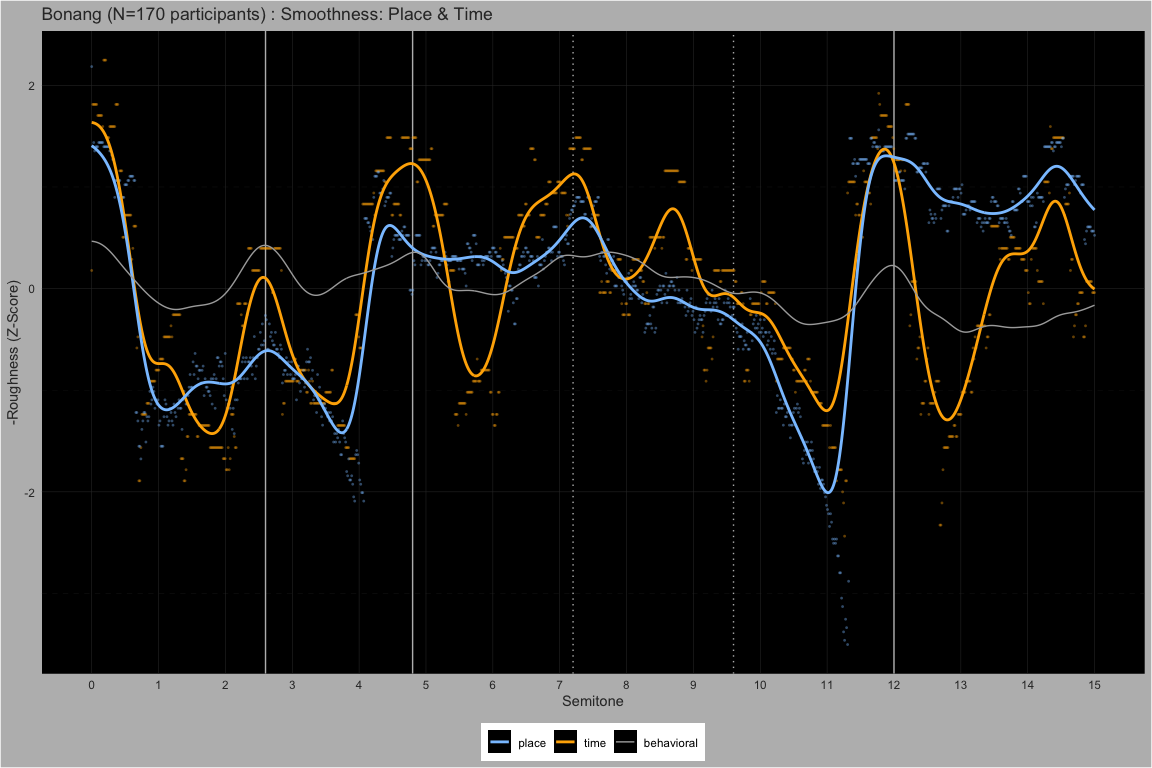 Bonang (N=170 participants) : Smoothness: Place & Time
-Roughness (Z-Score)
2
0
-2
0 1 2 3 4 5 6 7 8 9 10 11 12 13 14 15
Semitone
place time behavioral